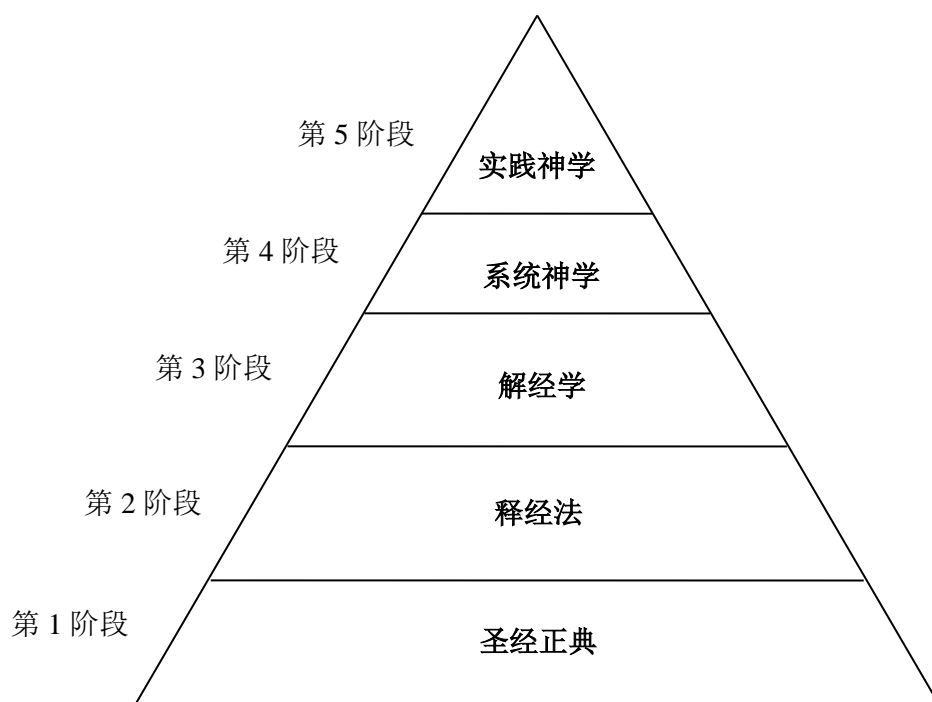 第 5 阶段
实践神学
第 4 阶段
系统神学
第 3 阶段
解经学
第 2 阶段
释经法
第 1 阶段
圣经正典